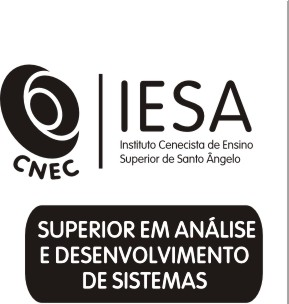 CNEC
IESA
Instituto Cenecista de Ensino
Superior de Santo Ângelo
SUPERIOR EM ANÁLISE
E DESENVOLVIMENTO
DE SISTEMAS